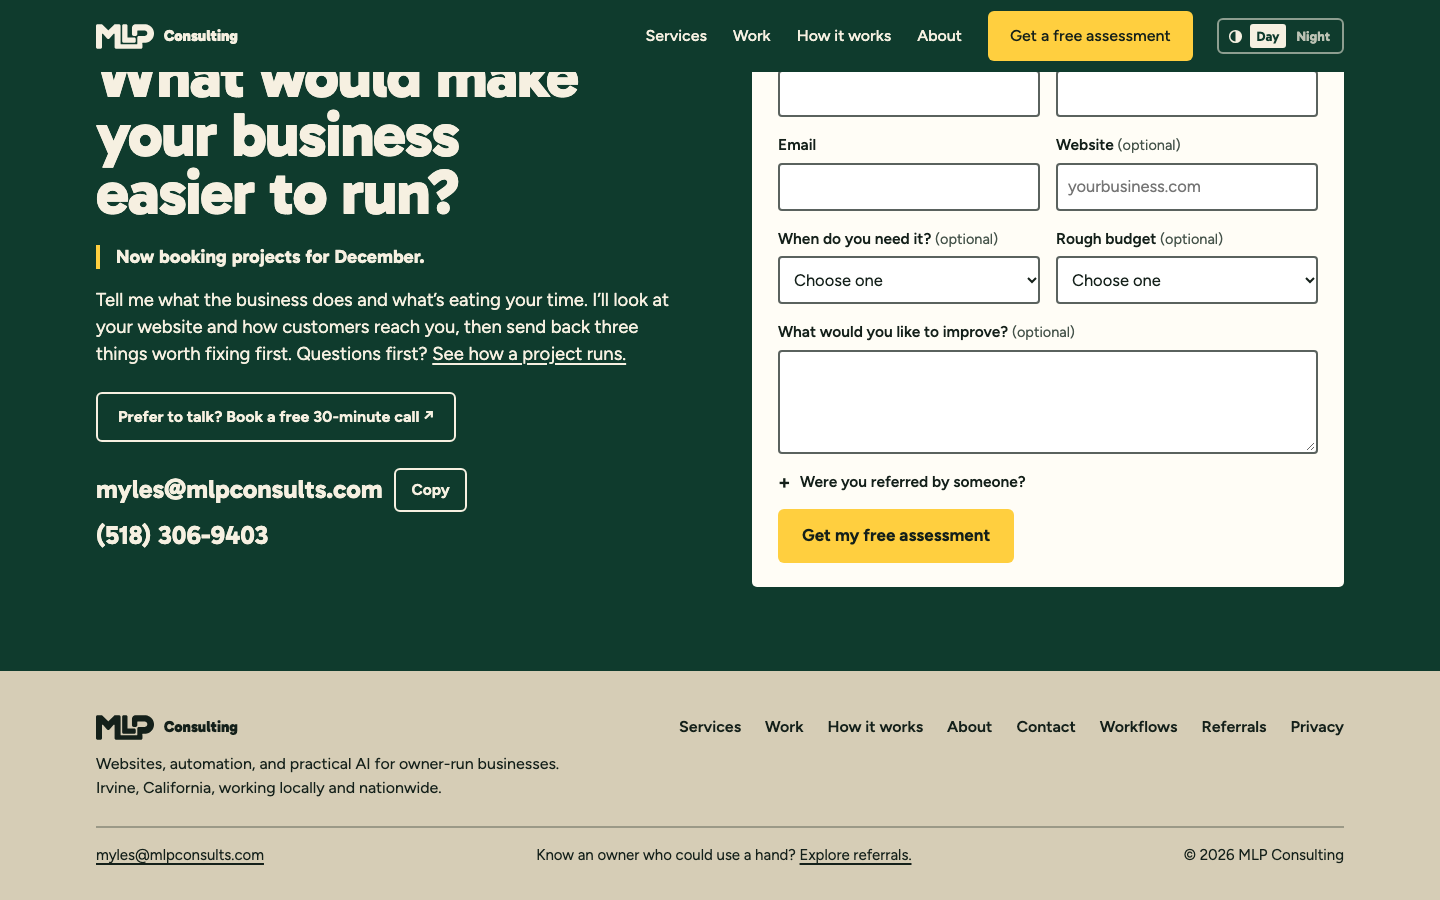 MLP Consulting
Services
Work
How it works
About
Get a free assessment
Day
Night
What would make
your business
easier to run?
Now booking projects for December.
Tell me what the business does and what’s eating your time. I’ll look at
your website and how customers reach you, then send back three
things worth fixing first. Questions first? See how a project runs.
Prefer to talk? Book a free 30-minute call ↗
myles@mlpconsults.com
Copy
(518) 306-9403
Email
Website (optional)
yourbusiness.com
When do you need it? (optional)
Rough budget (optional)
Choose one
Choose one
What would you like to improve? (optional)
+ Were you referred by someone?
Get my free assessment
MLP Consulting
Services
Work
How it works
About
Contact
Workflows
Referrals
Privacy
Websites, automation, and practical AI for owner-run businesses.
Irvine, California, working locally and nationwide.
myles@mlpconsults.com
Know an owner who could use a hand? Explore referrals.
© 2026 MLP Consulting